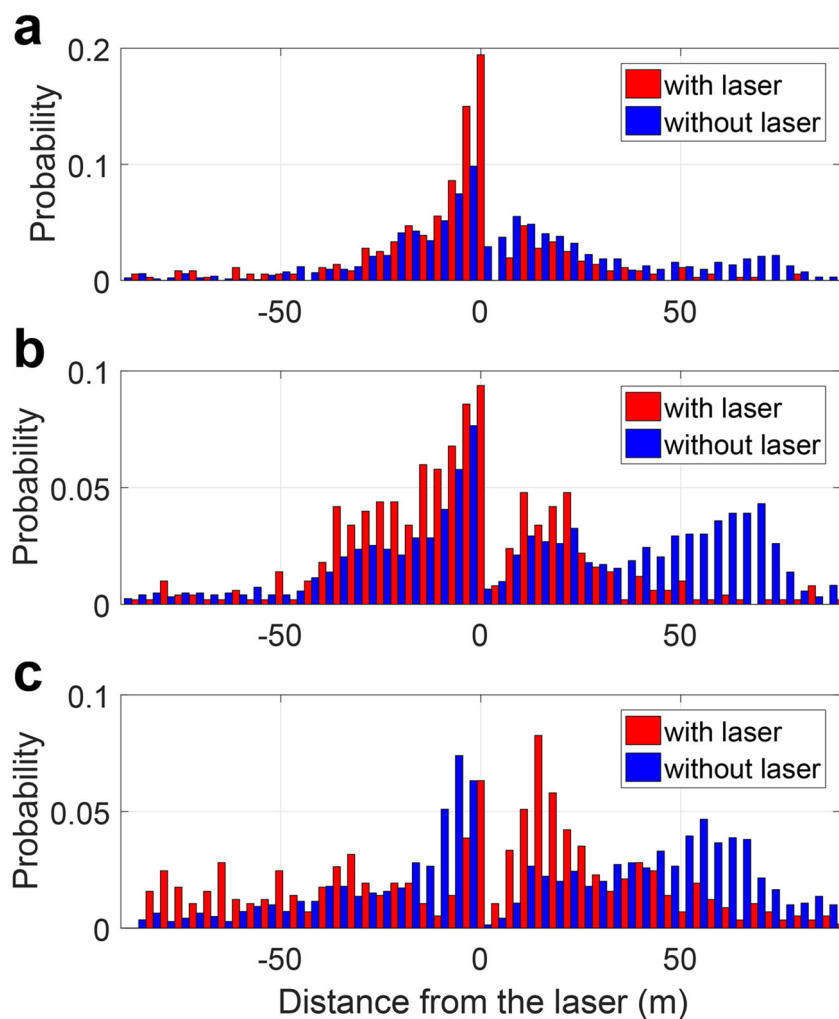 a
0.2
with laser
without laser
Probability
0.1
0
-50 0 50
b
0.1
with laser
without laser
Probability
0.05
0
-50 0 50
c
0.1
with laser
without laser
Probability
0.05
0
-50 0 50
Distance from the laser (m)